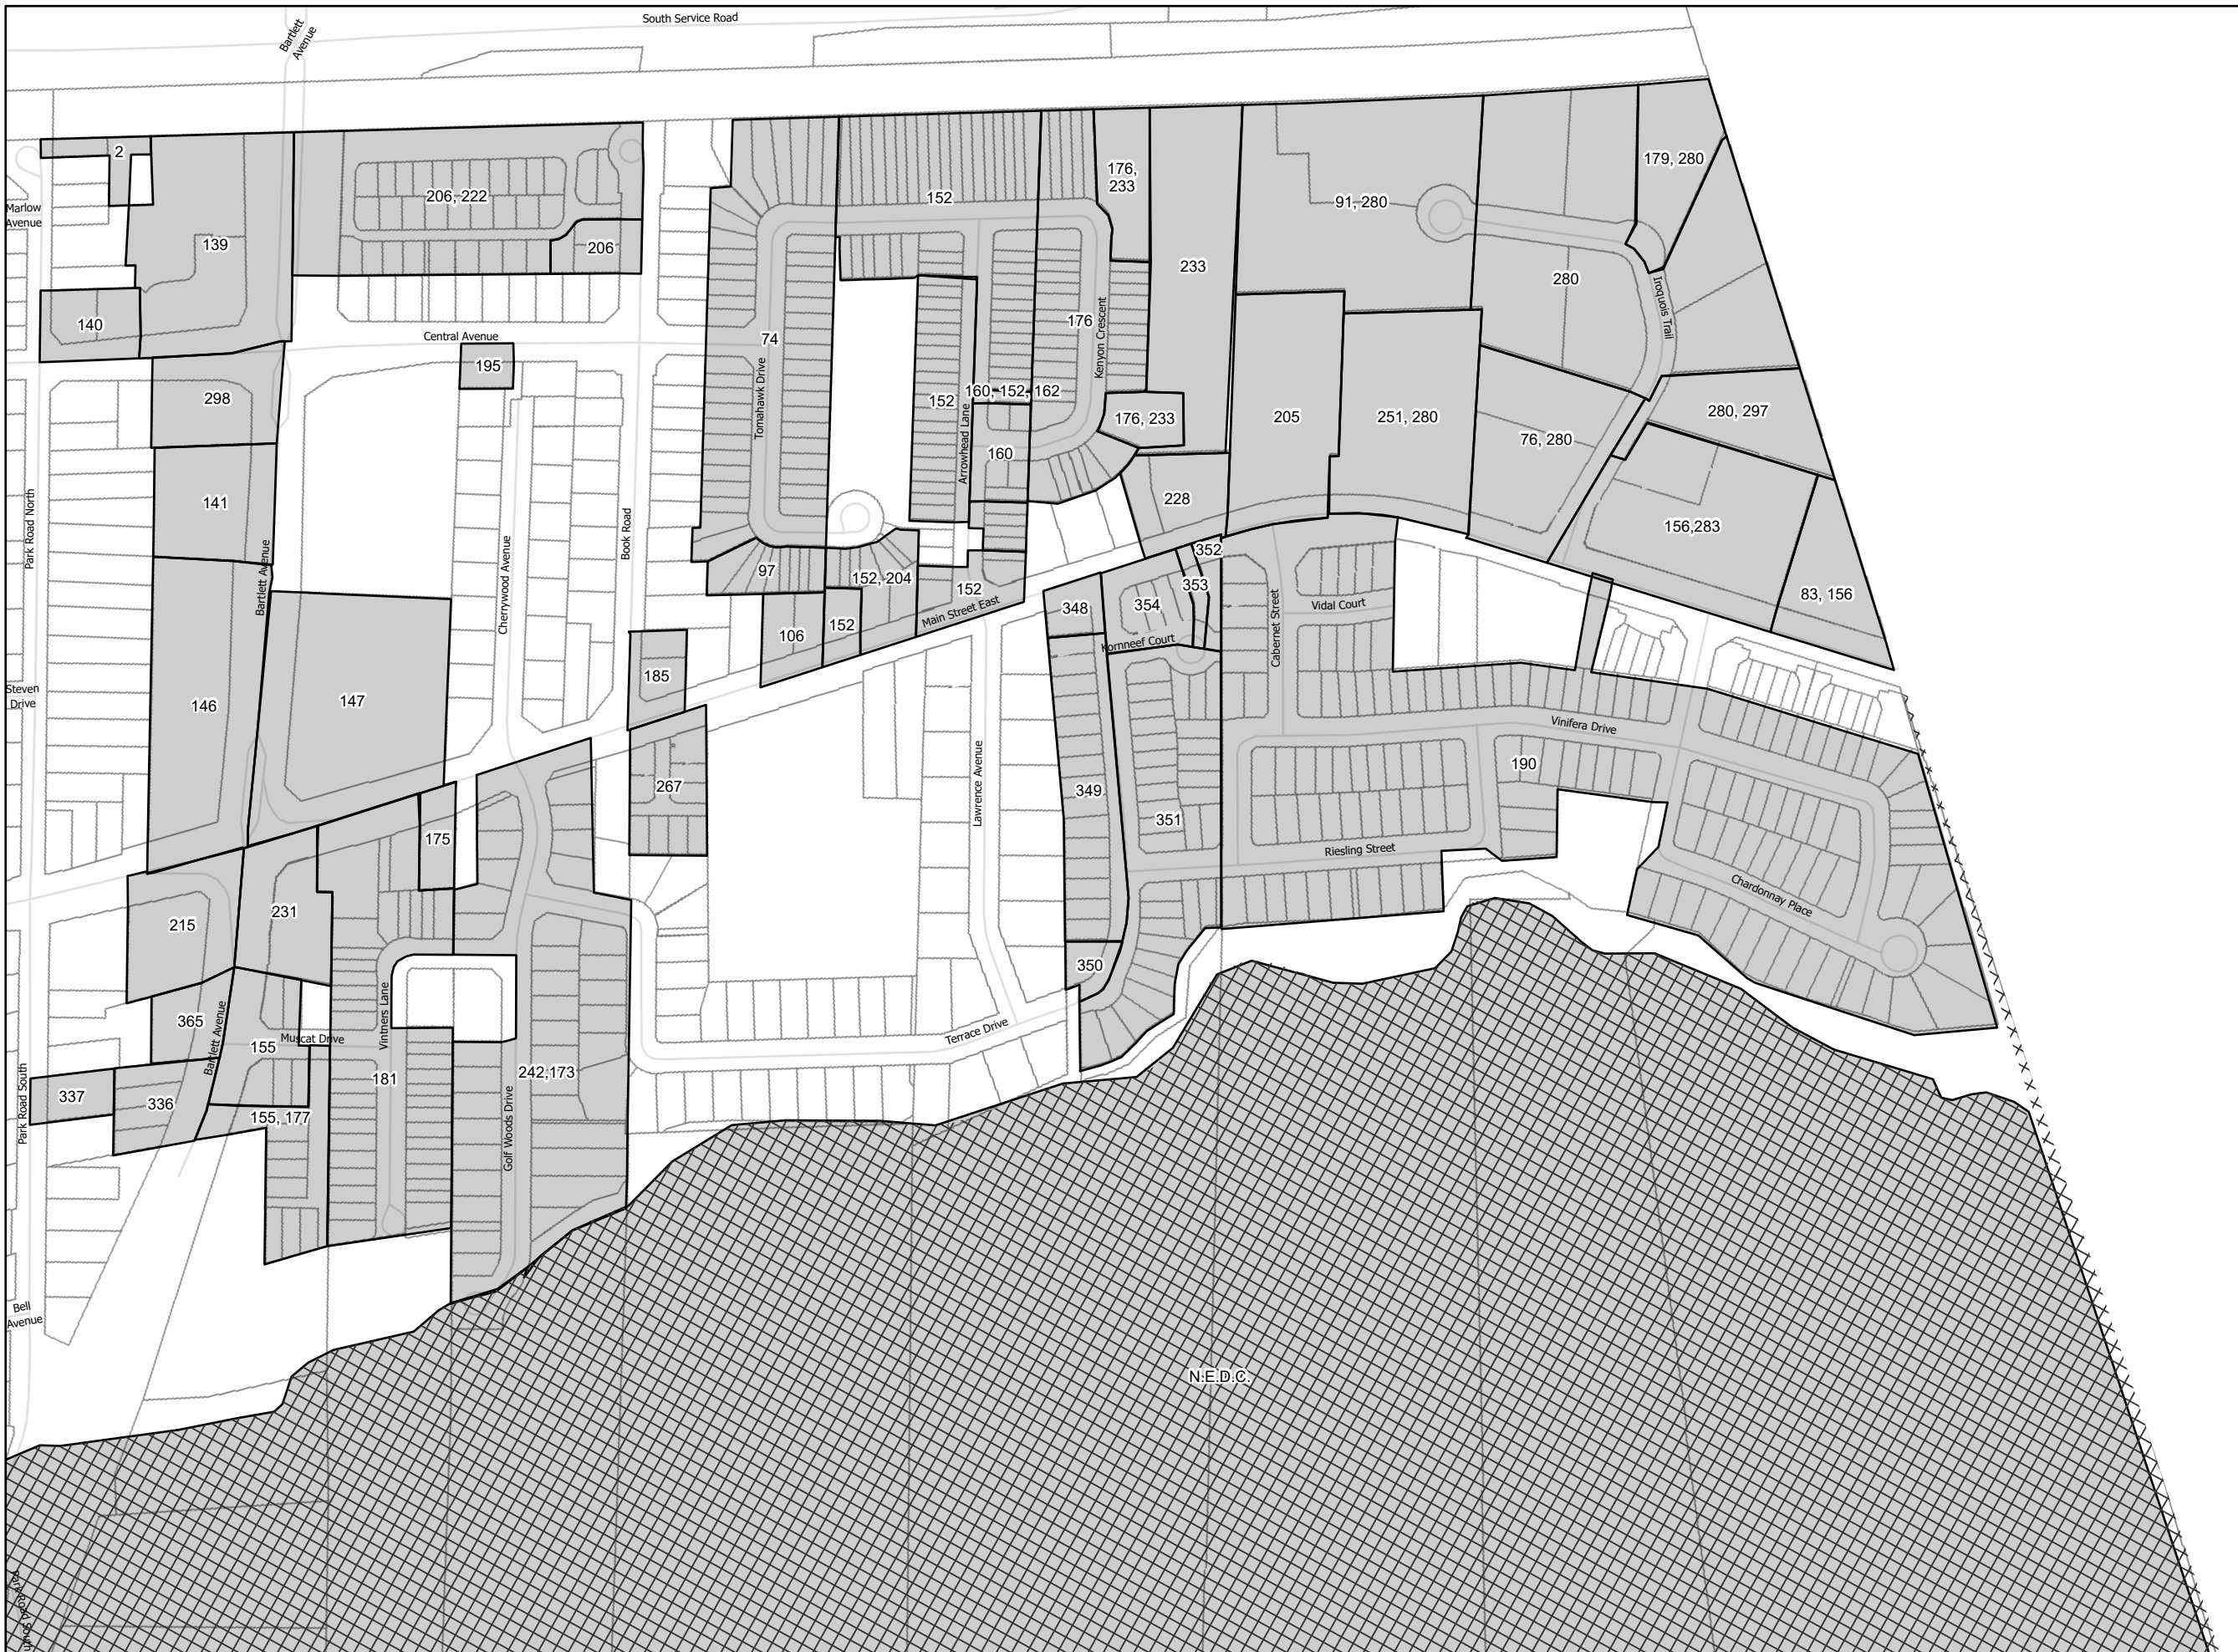 South Service Road
Bartlett
Avenue
2
Marlow
Avenue
139
206, 222
206
140
Central Avenue
195
298
141
Park Road North
Bartlett Avenue
Cherrywood Avenue
Book Road
146
147
Steven
Drive
74
Tomahawk Drive
152
176,
233
233
176
Kenyon Crescent
160, 152, 162
152
Arrowhead Lane
160
176, 233
228
91, 280
179, 280
280
Iroquois Trail
205
251, 280
76, 280
280, 297
156,283
83, 156
97
152, 204
152
152
106
Main Street East
185
267
348
354
352
353
Kornneef Court
Cabernet Street
Vidal Court
Vinifera Drive
190
349
351
Riesling Street
Chardonnay Place
350
Lawrence Avenue
Terrace Drive
175
231
215
365
Bartlett Avenue
155
Muscat Drive
Vintners Lane
181
242,173
Golf Woods Drive
337
336
155, 177
Park Road South
Bell
Avenue
N.E.D.C.
Park Road South